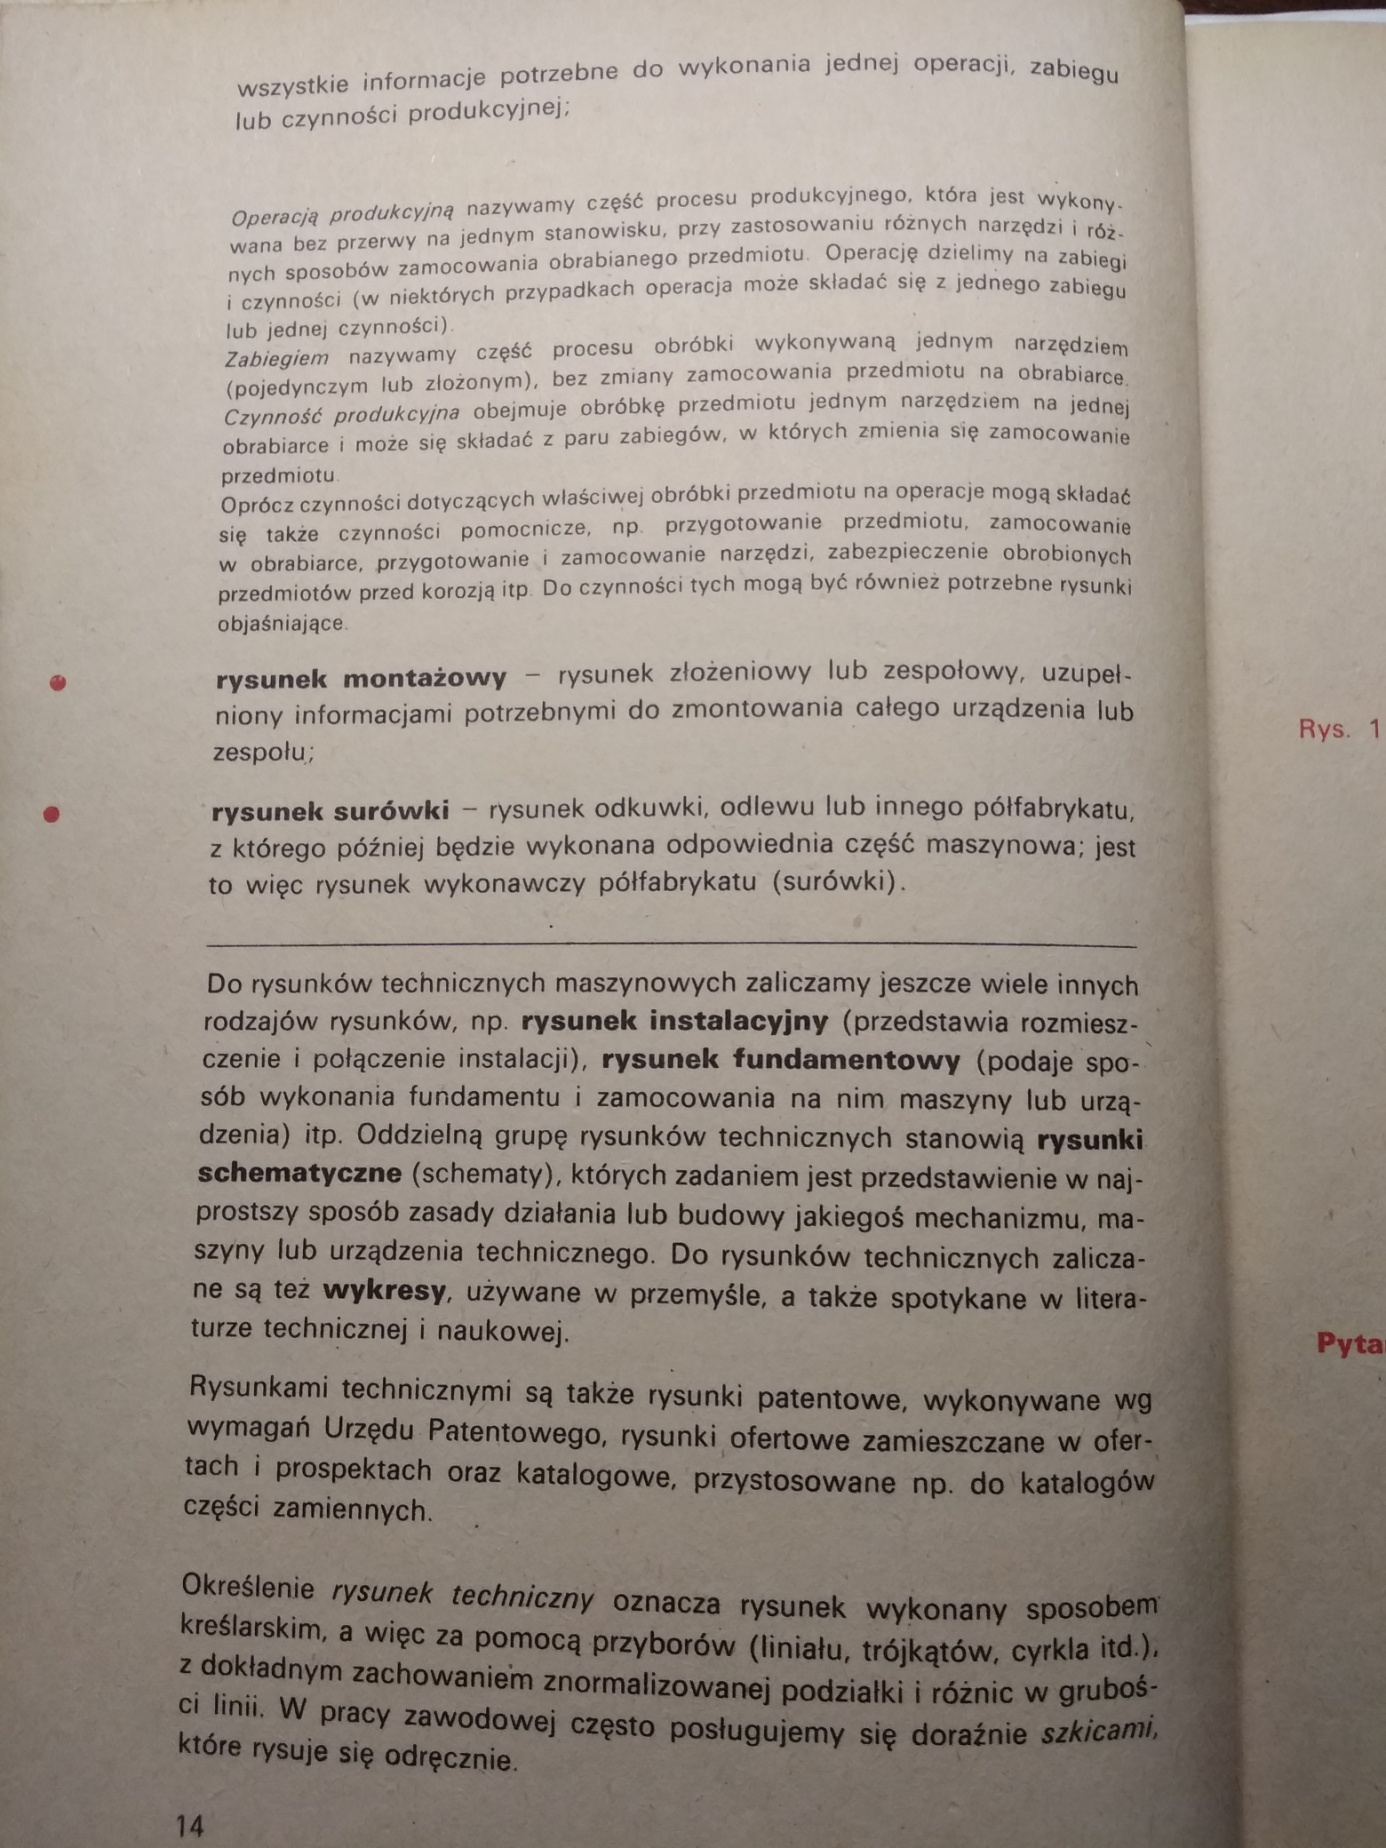 wszystkie informacje potrzebne do wykonania jednej operacji, zabiegu
lub czynności produkcyjnej;
Operacją produkcyjną nazywamy część procesu produkcyjnego, która jest wykony-
wana bez przerwy na jednym stanowisku, przy zastosowaniu różnych narzędzi i róż-
nych sposobów zamocowania obrabianego przedmiotu. Operację dzielimy na zabiegi
i czynności (w niektórych przypadkach operacja może składać się z jednego zabiegu
lub jednej czynności).
Zabiegiem nazywamy część procesu obróbki wykonywaną jednym narzędziem
(pojedynczym lub złożonym), bez zmiany zamocowania przedmiotu na obrabiarce.
Czynność produkcyjna obejmuje obróbkę przedmiotu jednym narzędziem na jednej
obrabiarce i może się składać z paru zabiegów, w których zmienia się zamocowanie
przedmiotu.
Oprócz czynności dotyczących właściwej obróbki przedmiotu na operacje mogą składać
się także czynności pomocnicze, np. przygotowanie przedmiotu, zamocowanie
w obrabiarce, przygotowanie i zamocowanie narzędzi, zabezpieczenie obrobionych
przedmiotów przed korozją itp. Do czynności tych mogą być również potrzebne rysunki
objaśniające.
rysunek montażowy – rysunek złożeniowy lub zespołowy, uzupeł-
niony informacjami potrzebnymi do zmontowania całego urządzenia lub
zespołu;
rysunek surówki – rysunek odkuwki, odlewu lub innego półfabrykatu,
z którego później będzie wykonana odpowiednia część maszynowa; jest
to więc rysunek wykonawczy półfabrykatu (surówki).
Do rysunków technicznych maszynowych zaliczamy jeszcze wiele innych
rodzajów rysunków, np. rysunek instalacyjny (przedstawia rozmiesz-
czenie i połączenie instalacji), rysunek fundamentowy (podaje spo-
sób wykonania fundamentu i zamocowania na nim maszyny lub urzą-
dzenia) itp. Oddzielną grupę rysunków technicznych stanowią rysunki
schematyczne (schematy), których zadaniem jest przedstawienie w naj-
prostszy sposób zasady działania lub budowy jakiegoś mechanizmu, ma-
szyny lub urządzenia technicznego. Do rysunków technicznych zalicza-
ne są też wykresy, używane w przemyśle, a także spotykane w litera-
turze technicznej i naukowej.
Rysunkami technicznymi są także rysunki patentowe, wykonywane wg
wymagań Urzędu Patentowego, rysunki ofertowe zamieszczane w ofer-
tach i prospektach oraz katalogowe, przystosowane np. do katalogów
części zamiennych.
Określenie rysunek techniczny oznacza rysunek wykonany sposobem
kreślarskim, a więc za pomocą przyborów (liniału, trójkątów, cyrkla itd.),
z dokładnym zachowaniem znormalizowanej podziałki i różnic w gruboś-
ci linii. W pracy zawodowej często posługujemy się doraźnie szkicami,
które rysuje się odręcznie.
14
Rys. 1
Pyta